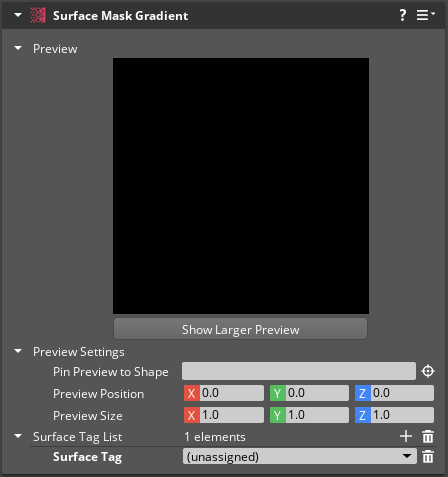 Surface Mask Gradient ?
Preview
Show Larger Preview
Preview Settings
Pin Preview to Shape
Preview Position X 0.0 Y 0.0 Z 0.0
Preview Size X 1.0 Y 1.0 Z 1.0
Surface Tag List 1 elements
Surface Tag (unassigned)